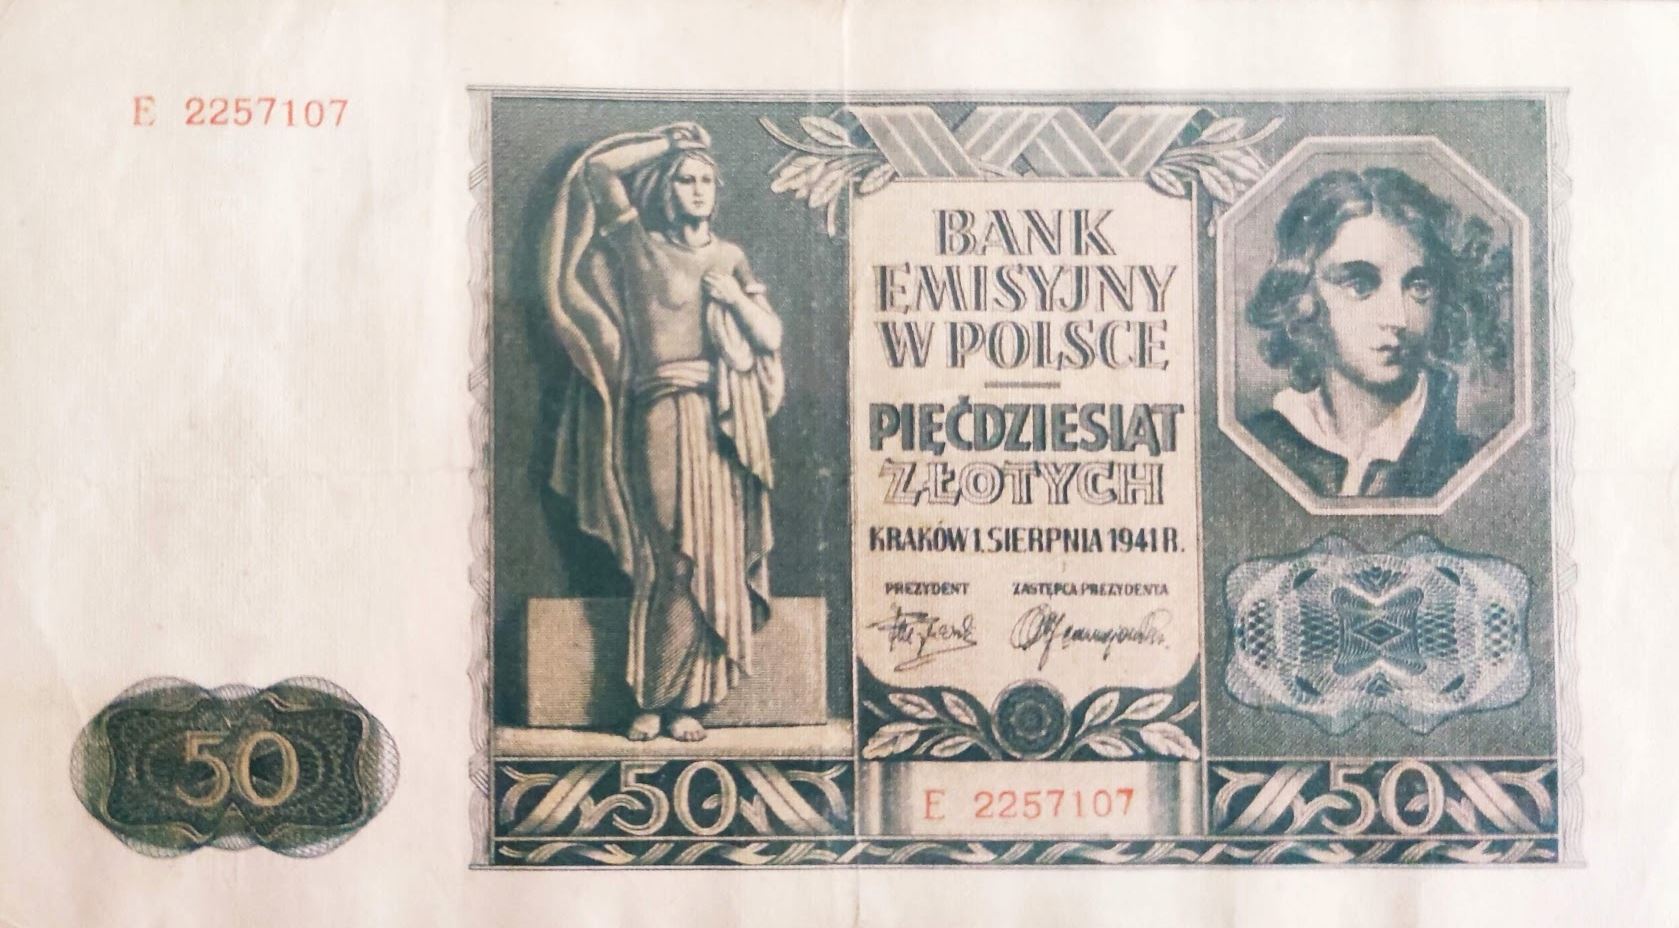 E 2257107
BANK
EMISYJNY
W POLSCE
PIĘĆDZIESIĄT
ZŁOTYCH
KRAKÓW 1. SIERPNIA 1941 R.
PREZYDENT ZASTĘPCA PREZYDENTA
50
50
E 2257107
50